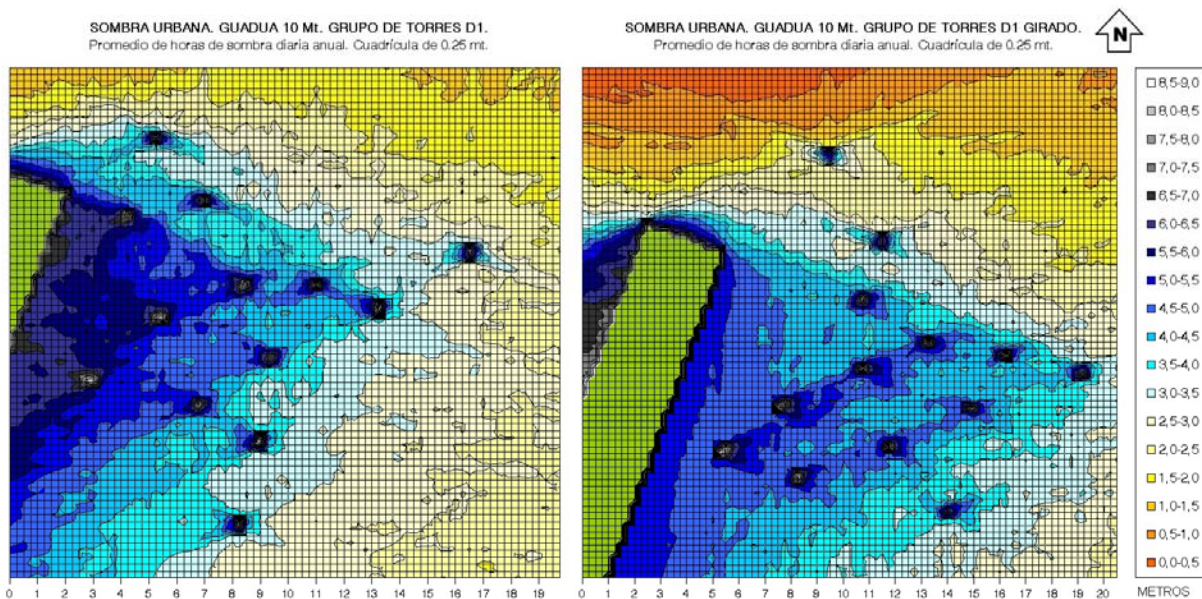 SOMBRA URBANA. GUADUA 10 Mt. GRUPO DE TORRES D1.
Promedio de horas de sombra diaria anual. Cuadrícula de 0.25 mt.
SOMBRA URBANA. GUADUA 10 Mt. GRUPO DE TORRES D1 GIRADO.
Promedio de horas de sombra diaria anual. Cuadrícula de 0.25 mt.
N
8,5-9,0
8,0-8,5
7,5-8,0
7,0-7,5
6,5-7,0
6,0-6,5
5,5-6,0
5,0-5,5
4,5-5,0
4,0-4,5
3,5-4,0
3,0-3,5
2,5-3,0
2,0-2,5
1,5-2,0
1,0-1,5
0,5-1,0
0,0-0,5
0 1 2 3 4 5 6 7 8 9 10 11 12 13 14 15 16 17 18 19
0 1 2 3 4 5 6 7 8 9 10 11 12 13 14 15 16 17 18 19 20
METROS